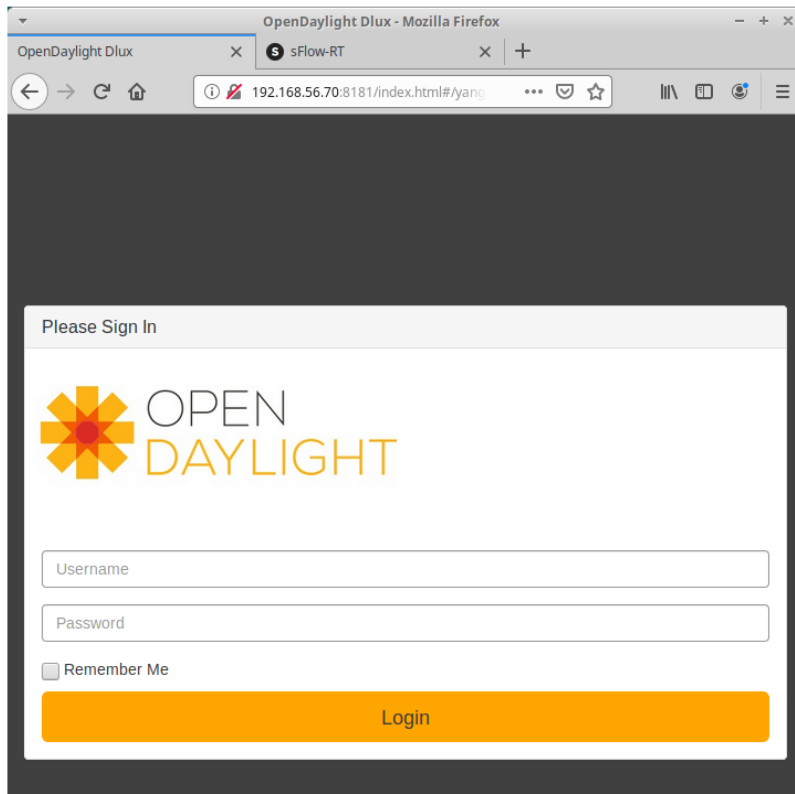 OpenDaylight Dlux - Mozilla Firefox
OpenDaylight Dlux
S sFlow-RT
192.168.56.70:8181/index.html#/yang
Please Sign In
OPEN
DAYLIGHT
Username
Password
Remember Me
Login